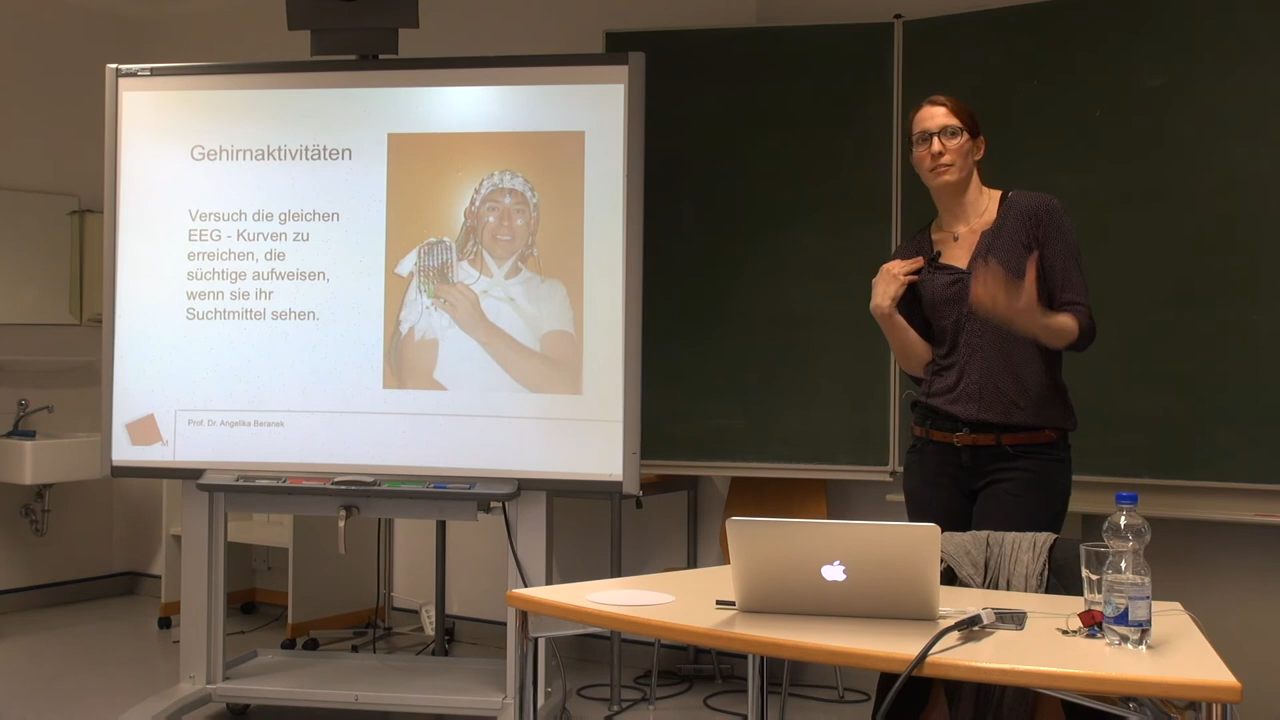 Gehirnaktivitäten
Versuch die gleichen
EEG - Kurven zu
erreichen, die
süchtige aufweisen,
wenn sie ihr
Suchtmittel sehen.
Prof. Dr. Angelika Beranek
M